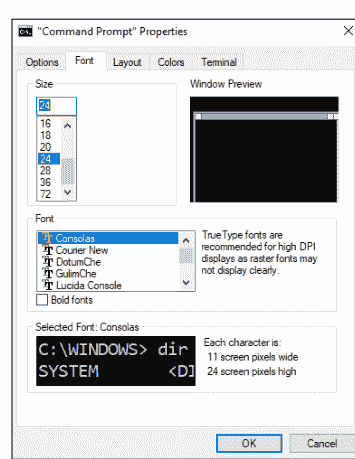 "Command Prompt" Properties
Options Font Layout Colors Terminal
Size
Window Preview
24
16
18
20
24
28
36
72
Font
Consolas
Courier New
DotumChe
GulimChe
Lucida Console
TrueType fonts are
recommended for high DPI
displays as raster fonts may
not display clearly.
Bold fonts
Selected Font: Consolas
C:\WINDOWS> dir
SYSTEM <DI
Each character is:
11 screen pixels wide
24 screen pixels high
OK Cancel